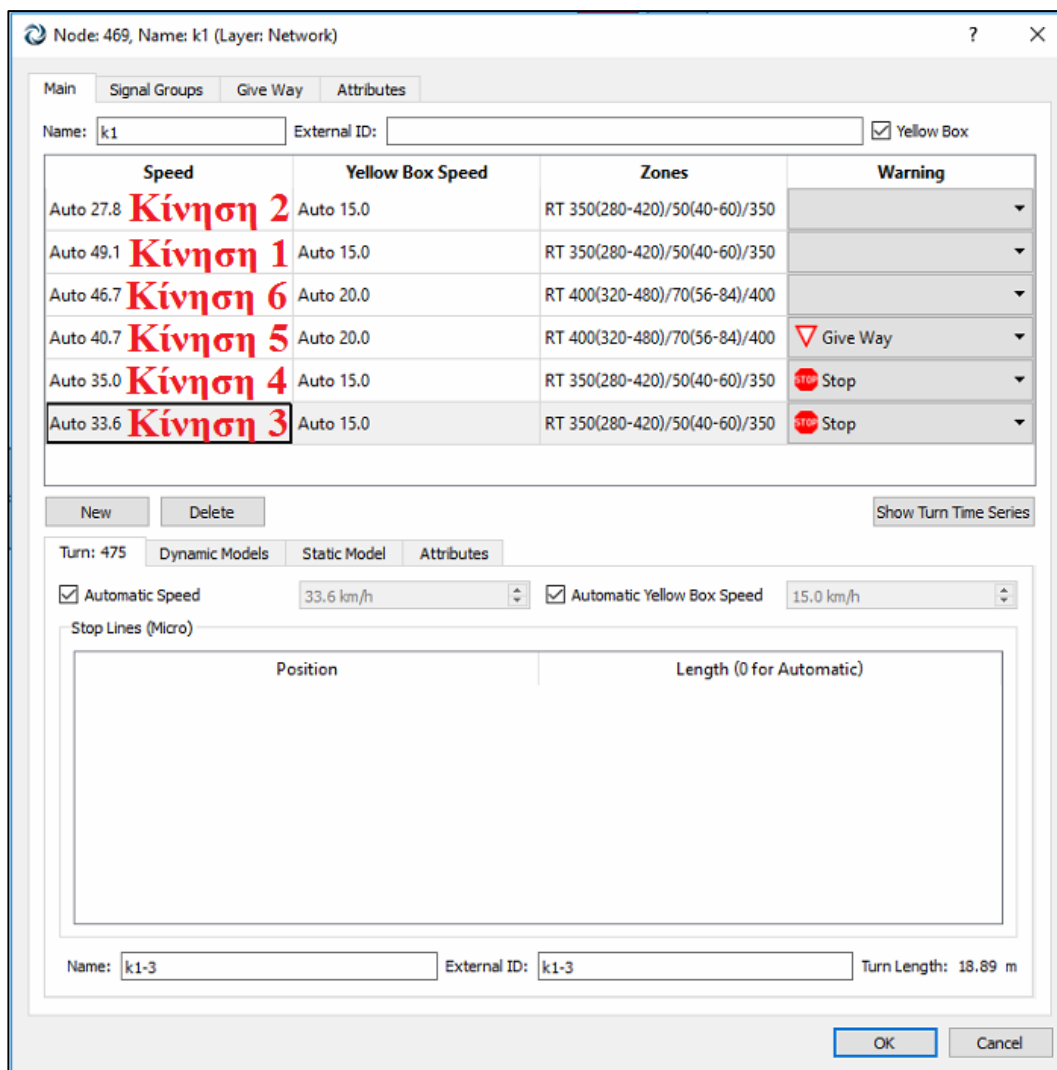 Node: 469, Name: k1 (Layer: Network) ? ×
Main Signal Groups Give Way Attributes
Name: k1 External ID: Yellow Box
Speed Yellow Box Speed Zones Warning
Auto 27.8 Κίνηση 2 Auto 15.0 RT 350(280-420)/50(40-60)/350
Auto 49.1 Κίνηση 1 Auto 15.0 RT 350(280-420)/50(40-60)/350
Auto 46.7 Κίνηση 6 Auto 20.0 RT 400(320-480)/70(56-84)/400
Auto 40.7 Κίνηση 5 Auto 20.0 RT 400(320-480)/70(56-84)/400 Give Way
Auto 35.0 Κίνηση 4 Auto 15.0 RT 350(280-420)/50(40-60)/350 STOP Stop
Auto 33.6 Κίνηση 3 Auto 15.0 RT 350(280-420)/50(40-60)/350 STOP Stop
New Delete Show Turn Time Series
Turn: 475 Dynamic Models Static Model Attributes
Automatic Speed 33.6 km/h Automatic Yellow Box Speed 15.0 km/h
Stop Lines (Micro)
Position Length (0 for Automatic)
Name: k1-3 External ID: k1-3 Turn Length: 18.89 m
OK Cancel